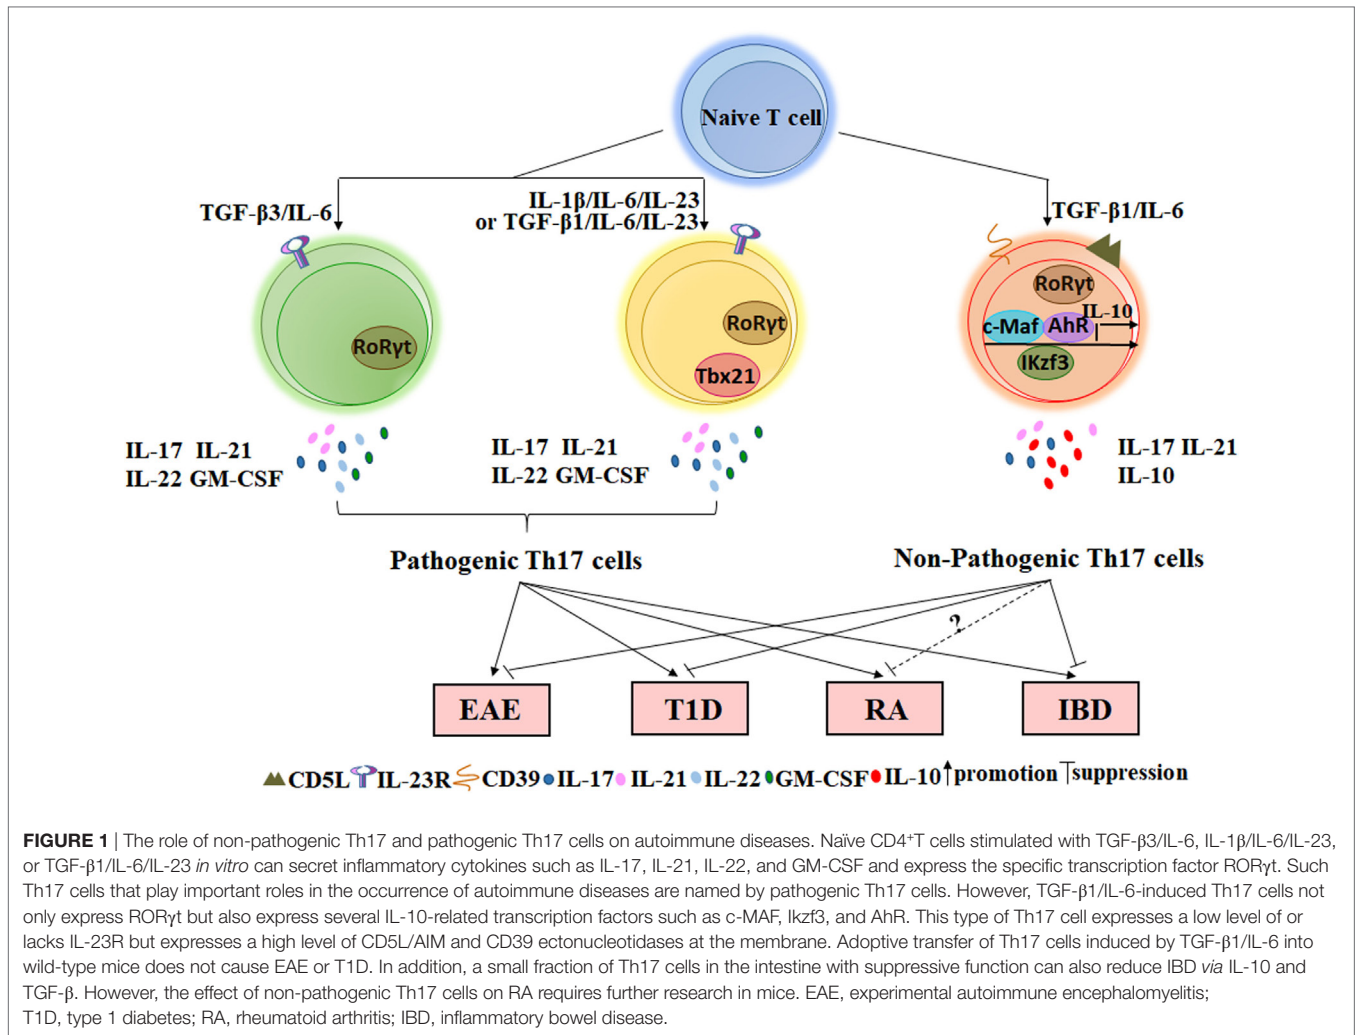 Naive T cell
TGF-β3/IL-6
IL-1β/IL-6/IL-23
or TGF-β1/IL-6/IL-23
TGF-β1/IL-6
RoRγt
RoRγt
Tbx21
RoRγt
IL-10
c-Maf
AhR
IKzf3
IL-17 IL-21
IL-22 GM-CSF
IL-17 IL-21
IL-22 GM-CSF
IL-17 IL-21
IL-10
Pathogenic Th17 cells
Non-Pathogenic Th17 cells
?
EAE
T1D
RA
IBD
CD5L IL-23R CD39 IL-17 IL-21 IL-22 GM-CSF IL-10 promotion suppression
FIGURE 1 | The role of non-pathogenic Th17 and pathogenic Th17 cells on autoimmune diseases. Naïve CD4⁺T cells stimulated with TGF-β3/IL-6, IL-1β/IL-6/IL-23,
or TGF-β1/IL-6/IL-23 in vitro can secret inflammatory cytokines such as IL-17, IL-21, IL-22, and GM-CSF and express the specific transcription factor RORγt. Such
Th17 cells that play important roles in the occurrence of autoimmune diseases are named by pathogenic Th17 cells. However, TGF-β1/IL-6-induced Th17 cells not
only express RORγt but also express several IL-10-related transcription factors such as c-MAF, Ikzf3, and AhR. This type of Th17 cell expresses a low level of or
lacks IL-23R but expresses a high level of CD5L/AIM and CD39 ectonucleotidases at the membrane. Adoptive transfer of Th17 cells induced by TGF-β1/IL-6 into
wild-type mice does not cause EAE or T1D. In addition, a small fraction of Th17 cells in the intestine with suppressive function can also reduce IBD via IL-10 and
TGF-β. However, the effect of non-pathogenic Th17 cells on RA requires further research in mice. EAE, experimental autoimmune encephalomyelitis;
T1D, type 1 diabetes; RA, rheumatoid arthritis; IBD, inflammatory bowel disease.